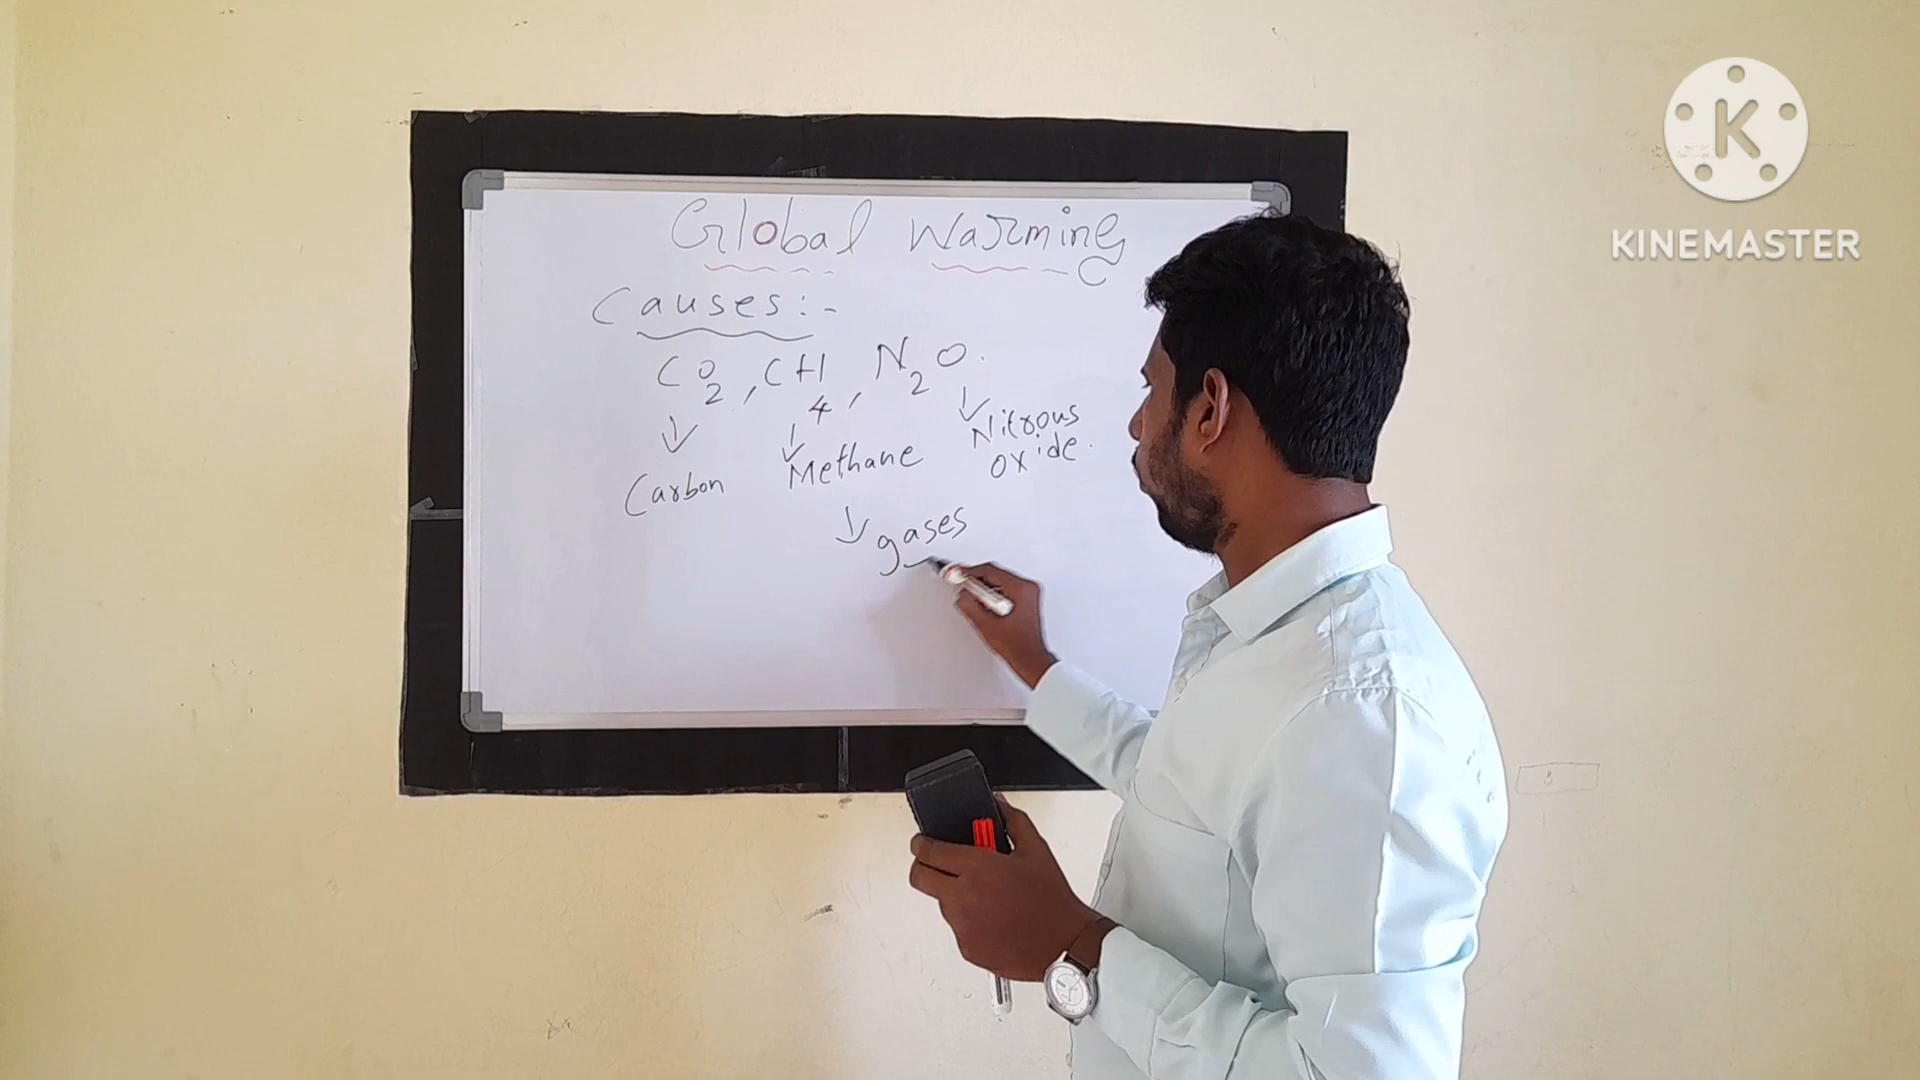 Global Warming
Causes:-
CO2, CH4, N2O.
Carbon
Methane
Nitrous
oxide.
gases
K
KINEMASTER